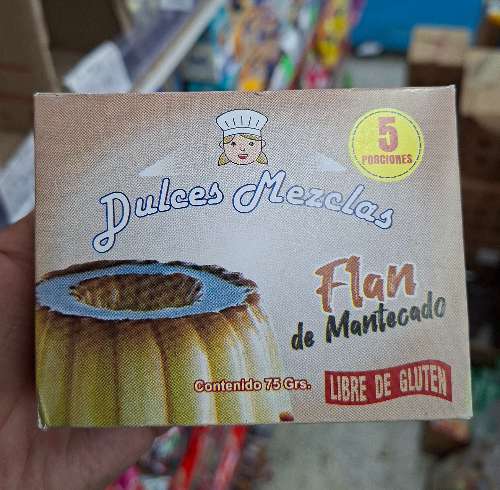 5
PORCIONES
Dulces Mezclas
Flan
de Mantecado
Contenido 75 Grs.
LIBRE DE GLUTEN